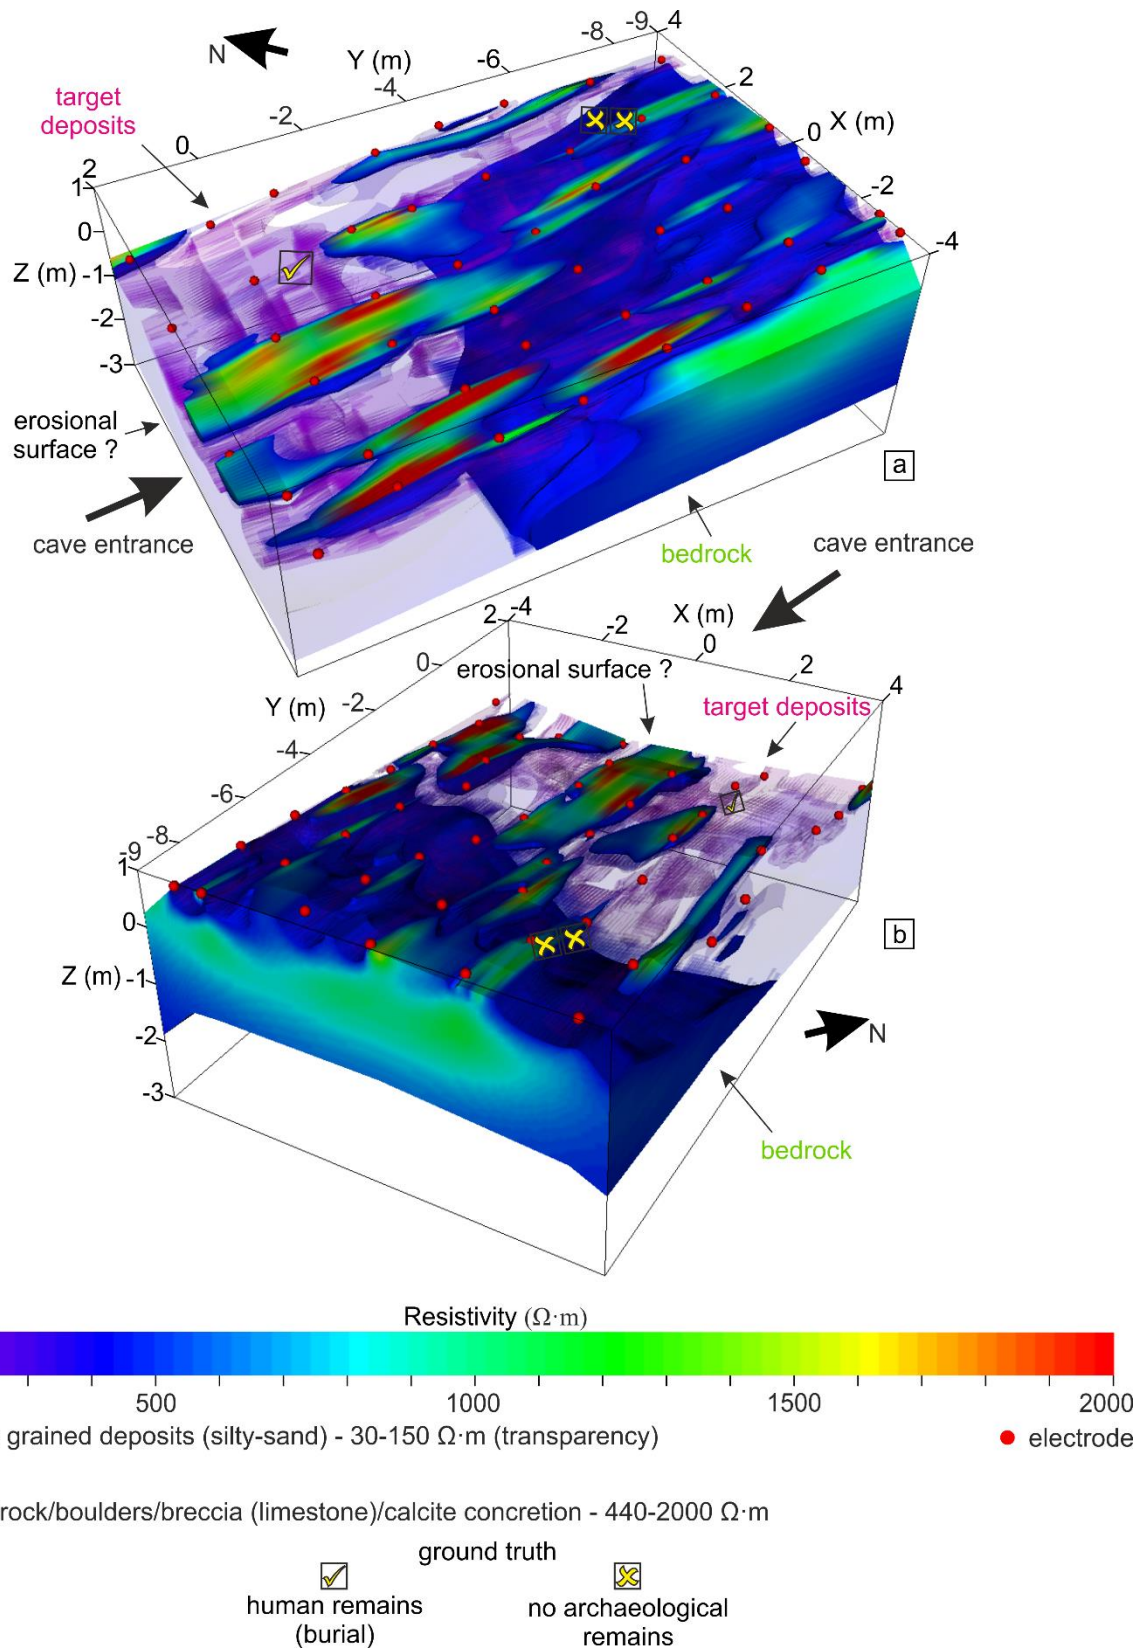 N
Y (m)
-8
-9
4
-6
-4
2
target
deposits
-2
0
X (m)
0
2
1
-2
0
-4
Z (m)
-1
-2
-3
erosional
surface ?
a
cave entrance
bedrock
cave entrance
2
-4
X (m)
-2
0
0
erosional surface ?
2
4
Y (m)
-2
target deposits
-4
-6
-8
-9
1
0
b
Z (m)
-1
N
-2
-3
bedrock
Resistivity (Ω·m)
500
1000
1500
2000
grained deposits (silty-sand) - 30-150 Ω·m (transparency)
electrode
rock/boulders/breccia (limestone)/calcite concretion - 440-2000 Ω·m
ground truth
human remains
(burial)
no archaeological
remains